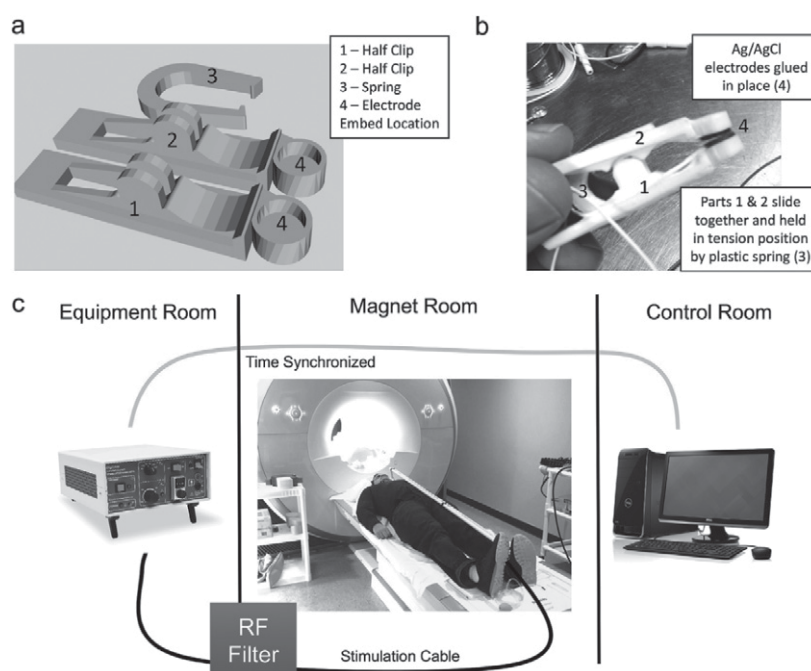 a
1 – Half Clip
2 – Half Clip
3 – Spring
4 – Electrode
Embed Location
3
2
1
4
4
b
Ag/AgCl
electrodes glued
in place (4)
2
4
1
3
Parts 1 & 2 slide
together and held
in tension position
by plastic spring (3)
c
Equipment Room
Magnet Room
Control Room
Time Synchronized
RF
Filter
Stimulation Cable